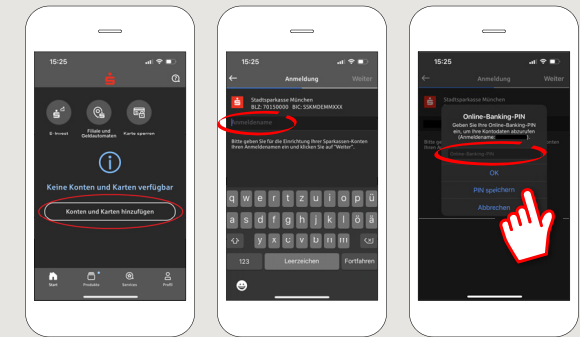 15:25
E-Invest
Filiale und
Geldautomaten
Karte sperren
Keine Konten und Karten verfügbar
Konten und Karten hinzufügen
Start
Produkte
Services
Profil
15:25
Anmeldung
Weiter
Stadtsparkasse München
BLZ: 70150000 BIC: SSKMDEMMXXX
Anmeldename
Bitte geben Sie für die Einrichtung Ihrer Sparkassen-Konten
Ihren Anmeldenamen ein und klicken Sie auf "Weiter".
q w e r t z u i o p ü
a s d f g h j k l ö ä
y x c v b n m
123
Leerzeichen
Fortfahren
15:25
Anmeldung
Weiter
Stadtsparkasse München
Online-Banking-PIN
Geben Sie Ihre Online-Banking-PIN
ein, um Ihre Kontodaten abzurufen
(Anmeldename:
Online-Banking-PIN
OK
PIN speichern
Abbrechen